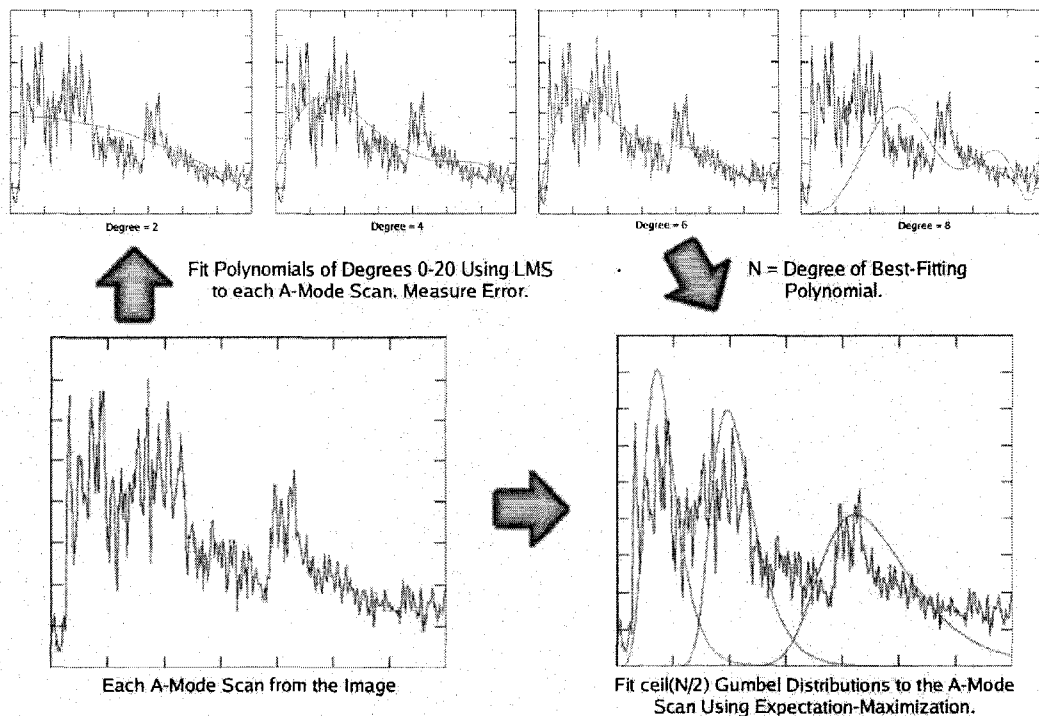 Degree = 2
Degree = 4
Degree = 6
Degree = 8
Fit Polynomials of Degrees 0-20 Using LMS
to each A-Mode Scan. Measure Error.
N = Degree of Best-Fitting
Polynomial.
Each A-Mode Scan from the Image
Fit ceil(N/2) Gumbel Distributions to the A-Mode
Scan Using Expectation-Maximization.